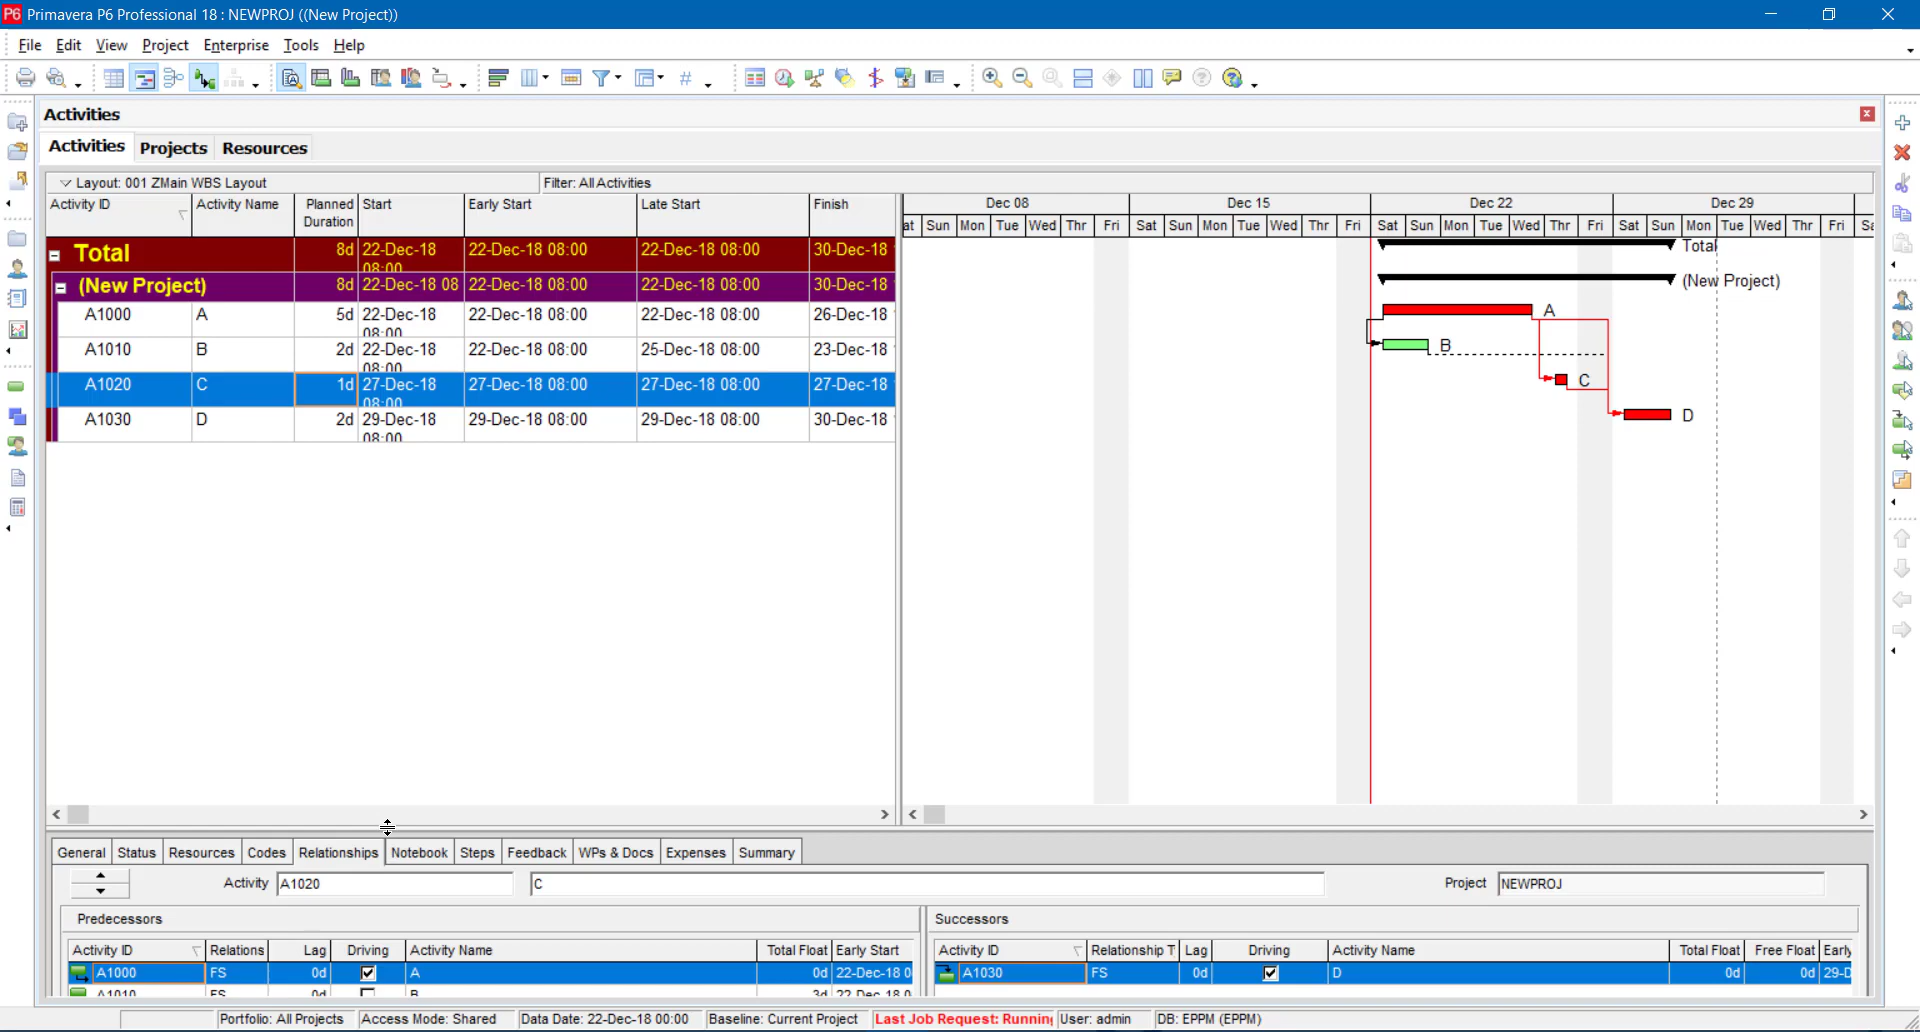 P6 Primavera P6 Professional 18 : NEWPROJ ((New Project))
File Edit View Project Enterprise Tools Help
Activities
Activities Projects Resources
Layout: 001 ZMain WBS Layout Filter: All Activities
Activity ID Activity Name Planned Duration Start Early Start Late Start Finish
Total 8d 22-Dec-18 08:00 22-Dec-18 08:00 22-Dec-18 08:00 30-Dec-18
(New Project) 8d 22-Dec-18 08 22-Dec-18 08:00 22-Dec-18 08:00 30-Dec-18
A1000 A 5d 22-Dec-18 08:00 22-Dec-18 08:00 22-Dec-18 08:00 26-Dec-18
A1010 B 2d 22-Dec-18 08:00 22-Dec-18 08:00 25-Dec-18 08:00 23-Dec-18
A1020 C 1d 27-Dec-18 08:00 27-Dec-18 08:00 27-Dec-18 08:00 27-Dec-18
A1030 D 2d 29-Dec-18 08:00 29-Dec-18 08:00 29-Dec-18 08:00 30-Dec-18
Dec 08 Dec 15 Dec 22 Dec 29
at Sun Mon Tue Wed Thr Fri Sat Sun Mon Tue Wed Thr Fri Sat Sun Mon Tue Wed Thr Fri Sat Sun Mon Tue Wed Thr Fri Sa
Total
(New Project)
A
B
C
D
General Status Resources Codes Relationships Notebook Steps Feedback WPs & Docs Expenses Summary
Activity A1020 C Project NEWPROJ
Predecessors Successors
Activity ID Relations Lag Driving Activity Name Total Float Early Start
A1000 FS 0d A 0d 22-Dec-18 0
A1010 FS 0d B 3d 22-Dec-18 0
Activity ID Relationship T Lag Driving Activity Name Total Float Free Float Early
A1030 FS 0d D 0d 0d 29-D
Portfolio: All Projects Access Mode: Shared Data Date: 22-Dec-18 00:00 Baseline: Current Project Last Job Request: Running User: admin DB: EPPM (EPPM)